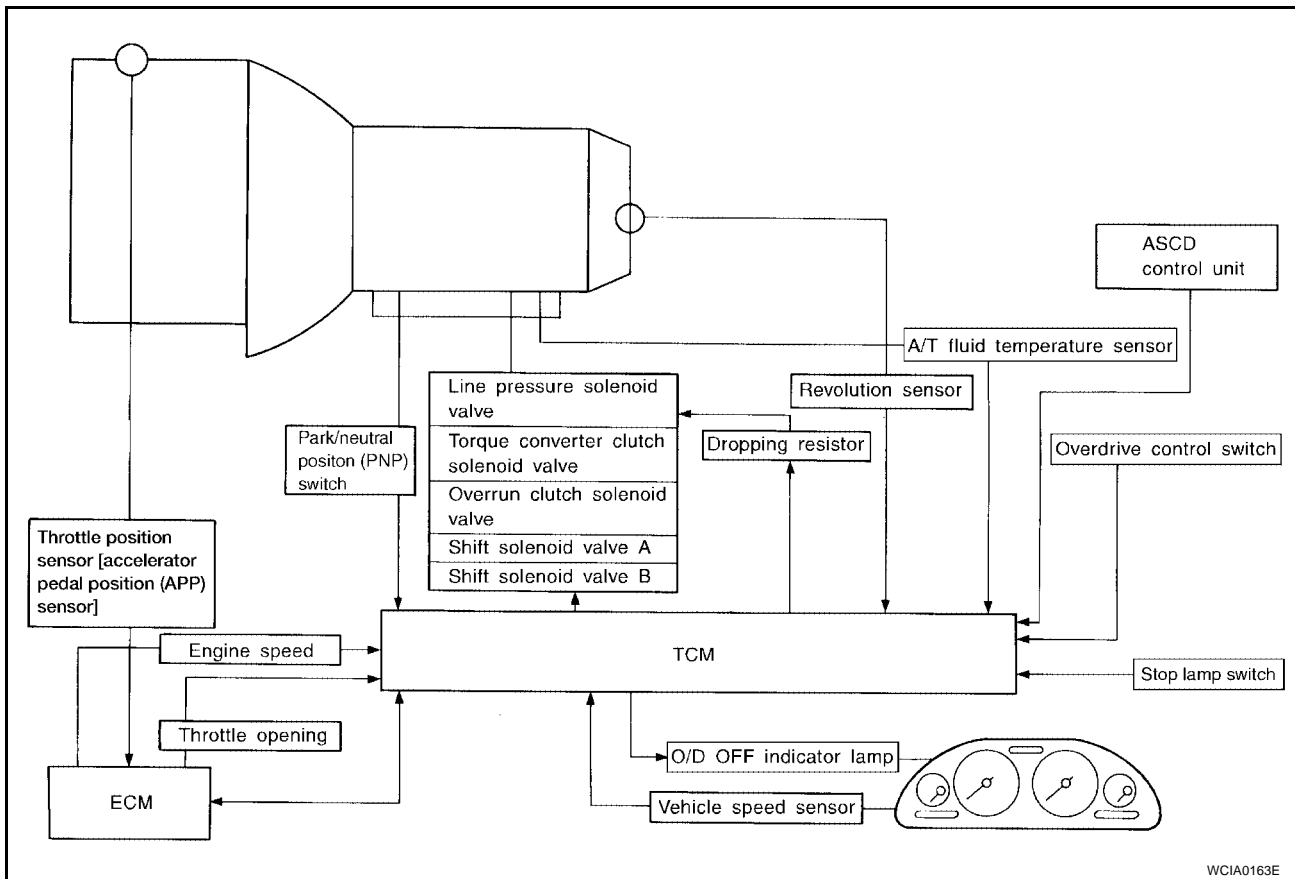 ASCD
control unit
A/T fluid temperature sensor
Line pressure solenoid
valve
Revolution sensor
Torque converter clutch
solenoid valve
Dropping resistor
Park/neutral
positon (PNP)
switch
Overdrive control switch
Overrun clutch solenoid
valve
Shift solenoid valve A
Shift solenoid valve B
Throttle position
sensor [accelerator
pedal position (APP)
sensor]
Engine speed
TCM
Stop lamp switch
Throttle opening
O/D OFF indicator lamp
ECM
Vehicle speed sensor
WCIA0163E